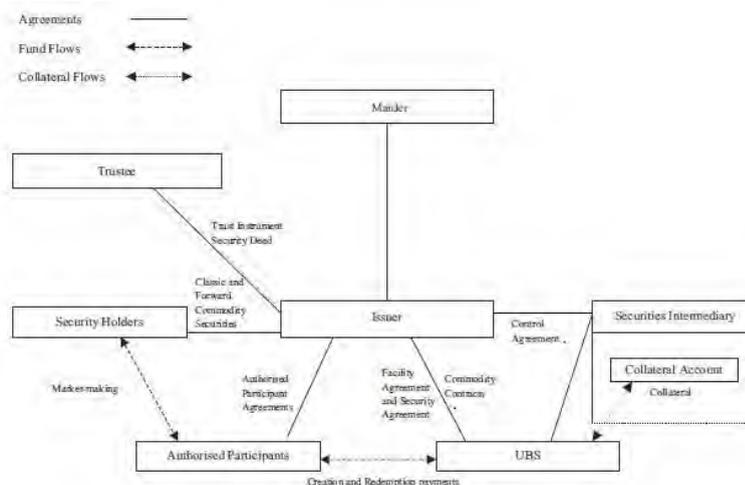 Agreements
Fund Flows
Collateral Flows
Trustee
Trust Instrument
Security Deed
Classic and
Forward
Commodity
Securities
Issuer
Security Holders
Securities Intermediary
Control
Agreement
Collateral Account
Collateral
Market-making
Authorised
Participant
Agreements
Facility
Agreement
and Security
Agreement
Commodity
Contracts
Authorised Participants
UBS
Creation and Redemption payments